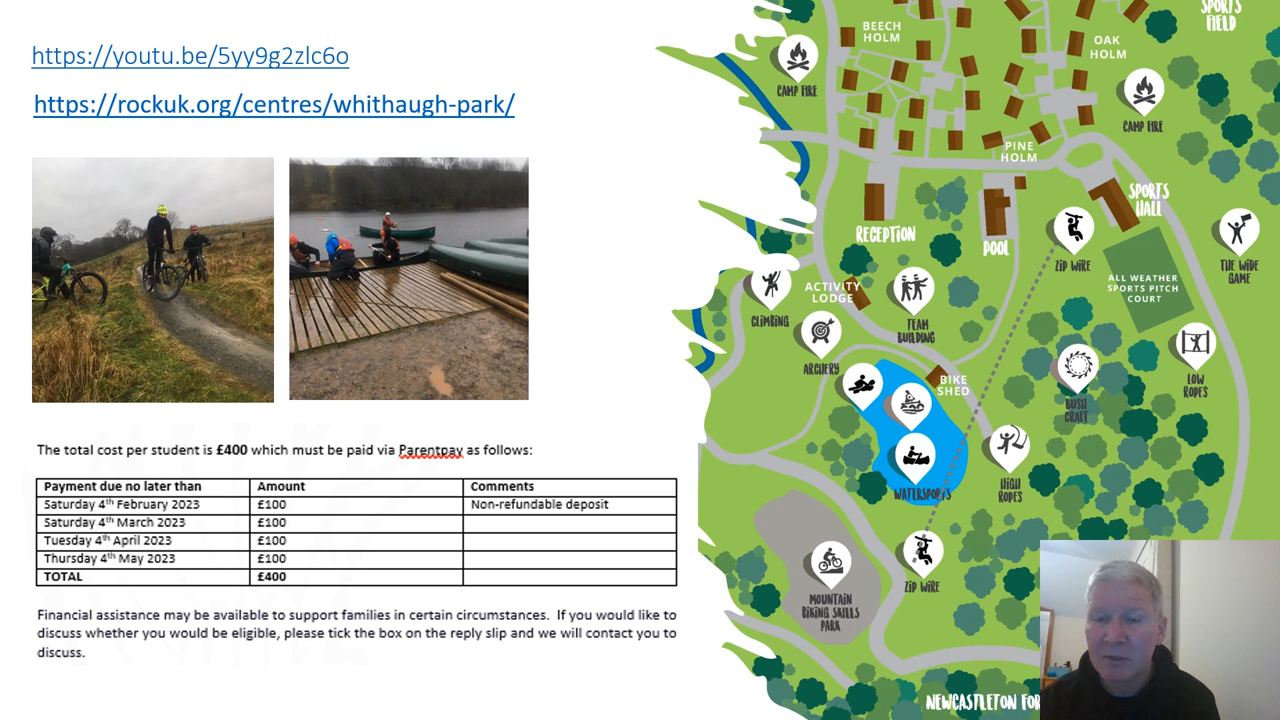 https://youtu.be/5yy9g2zlc6o
https://rockuk.org/centres/whithaugh-park/
The total cost per student is £400 which must be paid via Parentpay as follows:
Payment due no later than Amount Comments
Saturday 4th February 2023 £100 Non-refundable deposit
Saturday 4th March 2023 £100
Tuesday 4th April 2023 £100
Thursday 4th May 2023 £100
TOTAL £400
Financial assistance may be available to support families in certain circumstances. If you would like to
discuss whether you would be eligible, please tick the box on the reply slip and we will contact you to
discuss.
SPORTS
FIELD
BEECH
HOLM
OAK
HOLM
CAMP FIRE
CAMP FIRE
PINE
HOLM
SPORTS
HALL
RECEPTION
POOL
ZIP WIRE
THE WIDE
GAME
ALL WEATHER
SPORTS PITCH
COURT
ACTIVITY
LODGE
CLIMBING
TEAM
BUILDING
ARCHERY
BIKE
SHED
LOW
ROPES
BUSH
CRAFT
WATERSPORTS
HIGH
ROPES
ZIP WIRE
MOUNTAIN
BIKING SKILLS
PARK
NEWCASTLETON FOR